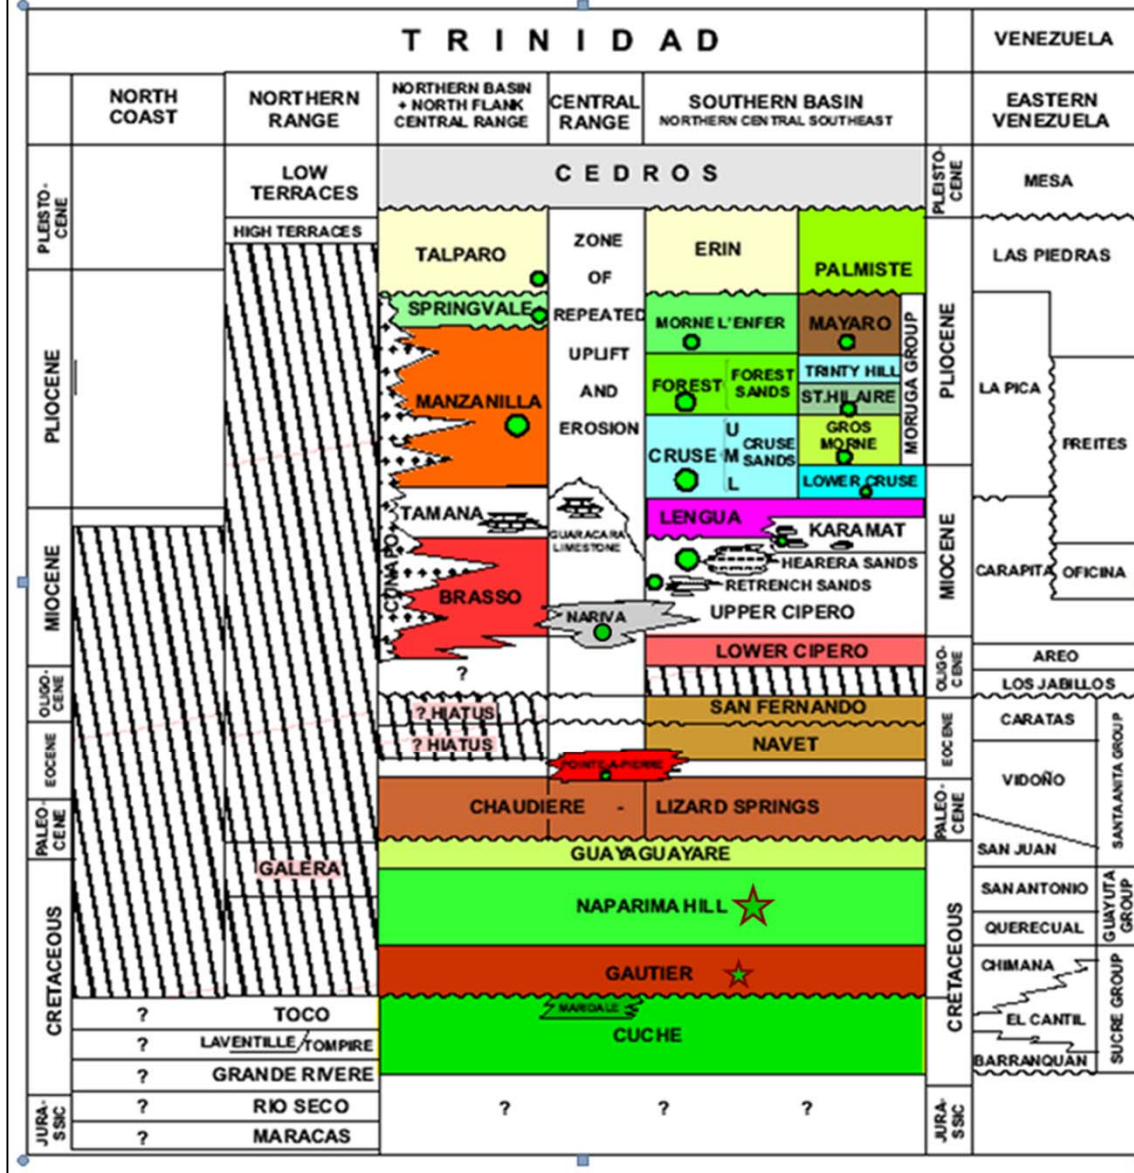 TRINIDAD
VENEZUELA
NORTH
COAST
NORTHERN
RANGE
NORTHERN BASIN
+ NORTH FLANK
CENTRAL RANGE
CENTRAL
RANGE
SOUTHERN BASIN
NORTHERN CENTRAL SOUTHEAST
EASTERN
VENEZUELA
PLEISTO-
CENE
PLIOCENE
MIOCENE
OLIGO-
CENE
EOCENE
PALEO-
CENE
CRETACEOUS
JURA-
SSIC
?
?
?
?
?
LOW
TERRACES
HIGH TERRACES
GALERA
TOCO
LAVENTILLE/TOMPIRE
GRANDE RIVERE
RIO SECO
MARACAS
CEDROS
TALPARO
SPRINGVALE
MANZANILLA
TAMANA
CUNAPO
BRASSO
?
? HIATUS
? HIATUS
ZONE
OF
REPEATED
UPLIFT
AND
EROSION
GUARACARA
LIMESTONE
NARIVA
POINTE-A-PIERRE
ERIN
PALMISTE
MORNE L'ENFER
MAYARO
MORUGA GROUP
FOREST
FOREST
SANDS
TRINTY HILL
ST.HILAIRE
CRUSE
U
M
L
CRUSE
SANDS
GROS
MORNE
LOWER CRUSE
LENGUA
KARAMAT
HEARERA SANDS
RETRENCH SANDS
UPPER CIPERO
LOWER CIPERO
SAN FERNANDO
NAVET
CHAUDIERE - LIZARD SPRINGS
GUAYAGUAYARE
NAPARIMA HILL
GAUTIER
MARIDALE
CUCHE
? ? ?
PLEISTO-
CENE
PLIOCENE
MIOCENE
OLIGO-
CENE
EOCENE
PALEO-
CENE
CRETACEOUS
JURA-
SSIC
MESA
LAS PIEDRAS
LA PICA
FREITES
CARAPITA
OFICINA
AREO
LOS JABILLOS
CARATAS
VIDOÑO
SAN JUAN
SANTA ANITA GROUP
SAN ANTONIO
QUERECUAL
GUAYUTA
GROUP
CHIMANA
EL CANTIL
BARRANQUAN
SUCRE GROUP